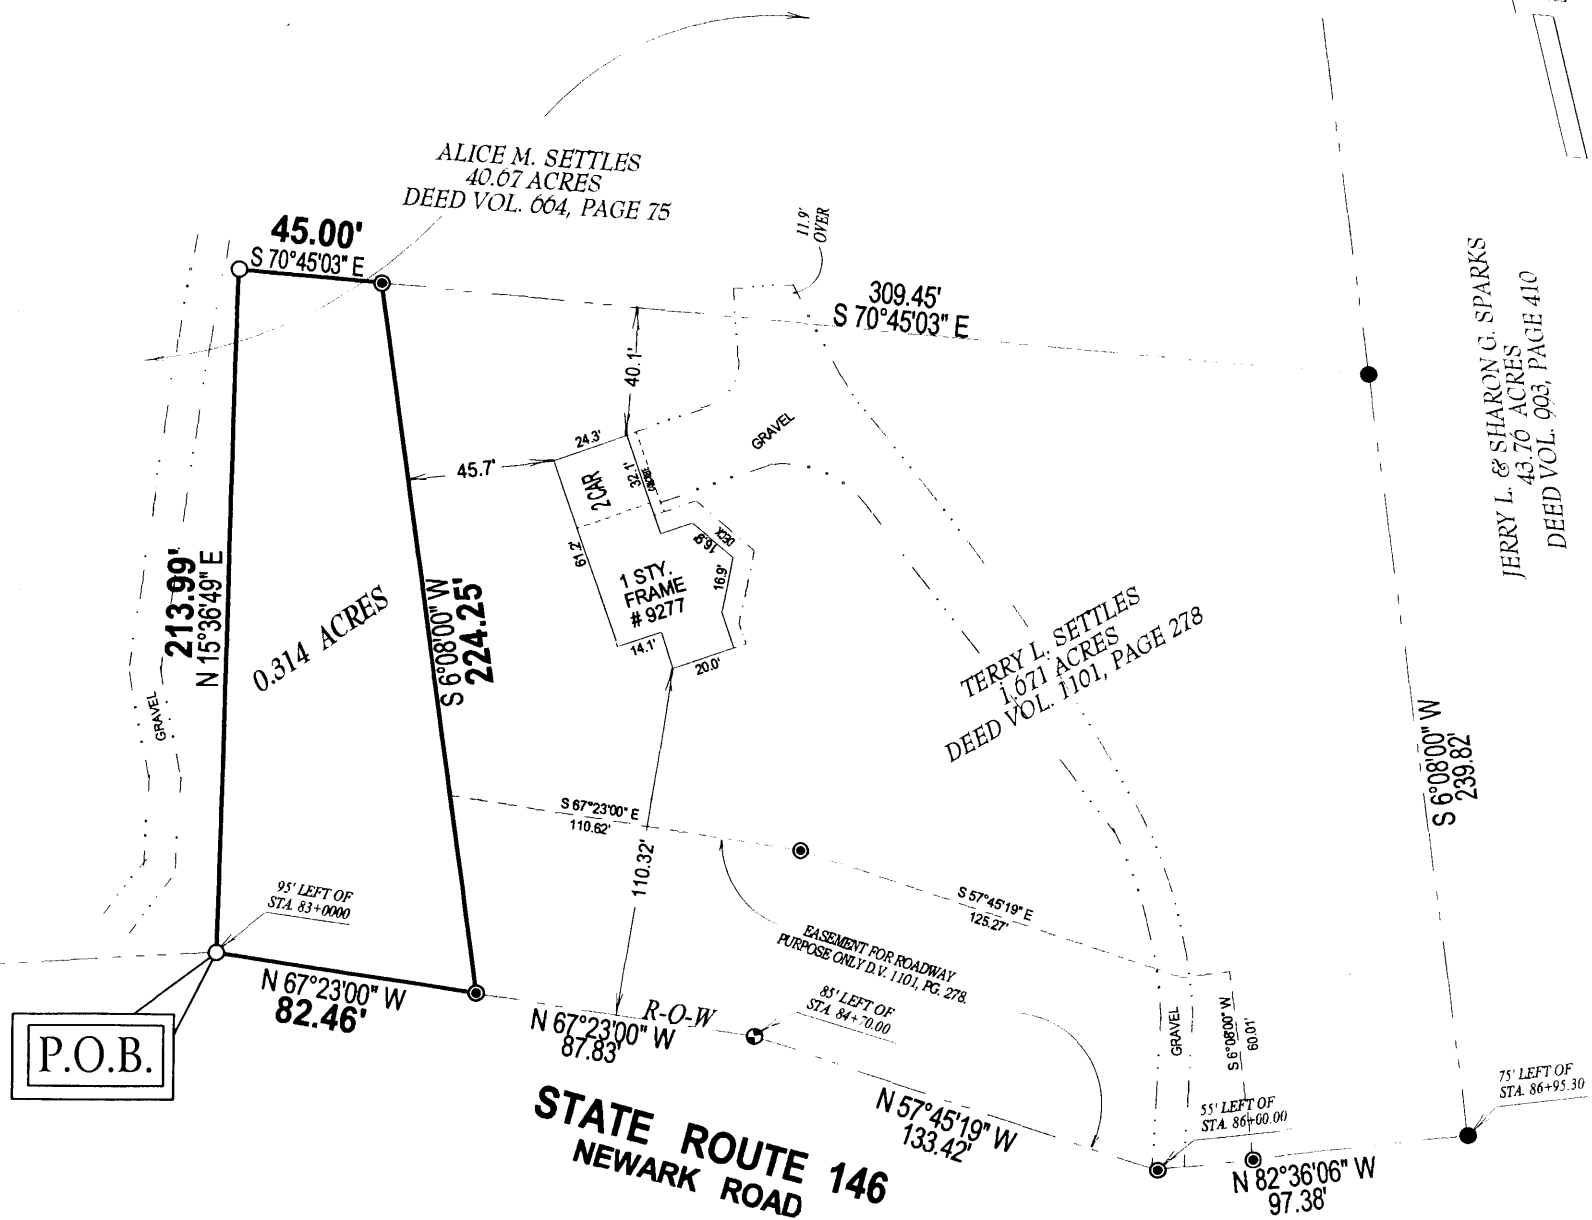 ALICE M. SETTLES
40.67 ACRES
DEED VOL. 664, PAGE 75
45.00'
S 70°45'03" E
11.9'
OVER
309.45'
S 70°45'03" E
JERRY L. & SHARON G. SPARKS
43.76 ACRES
DEED VOL. 993, PAGE 410
40.1'
GRAVEL
24.3'
45.7'
2 CAR
32.1'
DECK
16.9'
61.2'
16.9'
1 STY.
FRAME
# 9277
14.1'
20.0'
213.99'
N 15°36'49" E
0.314 ACRES
S 6°08'00" W
224.25'
GRAVEL
TERRY L. SETTLES
1.671 ACRES
DEED VOL. 1101, PAGE 278
S 6°08'00" W
239.82'
S 67°23'00" E
110.62'
110.32'
95' LEFT OF
STA. 83+0000
S 57°45'19" E
125.27'
EASEMENT FOR ROADWAY
PURPOSE ONLY D.V. 1101, PG. 278.
N 67°23'00" W
82.46'
P.O.B.
R-O-W
85' LEFT OF
STA. 84+70.00
N 67°23'00" W
87.83'
GRAVEL
S 6°08'00" W
60.01'
N 57°45'19" W
133.42'
55' LEFT OF
STA. 86+00.00
75' LEFT OF
STA. 86+95.30
N 82°36'06" W
97.38'
STATE ROUTE 146
NEWARK ROAD